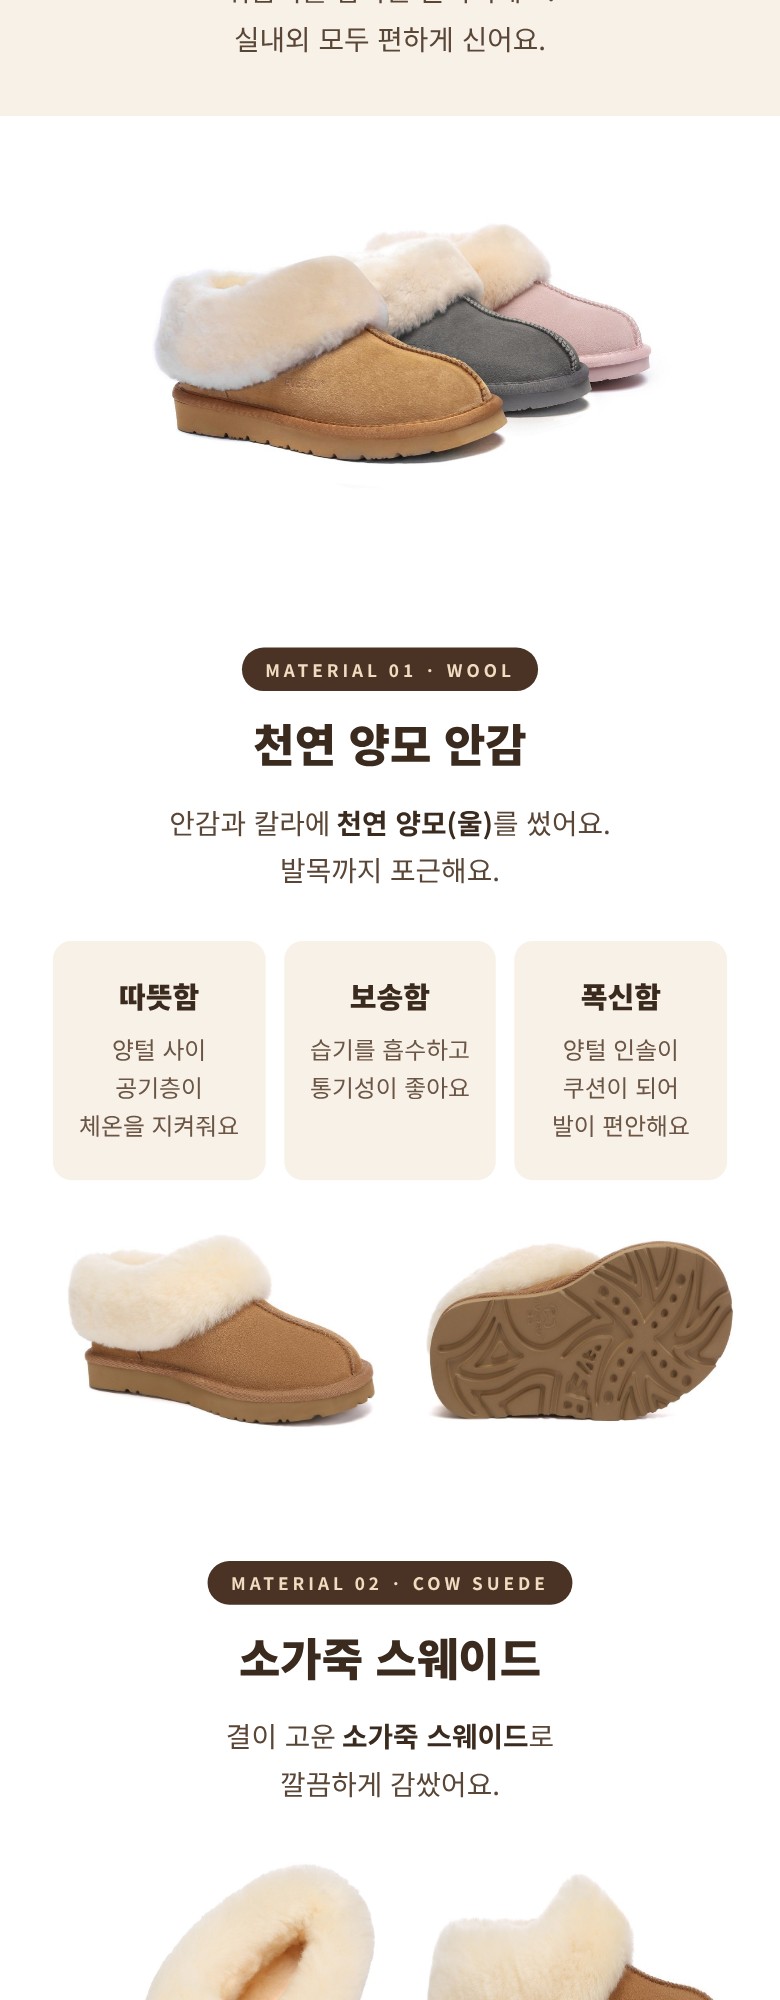 실내외 모두 편하게 신어요.
MATERIAL 01 · WOOL
천연 양모 안감
안감과 칼라에 천연 양모(울)를 썼어요.
발목까지 포근해요.
따뜻함
양털 사이
공기층이
체온을 지켜줘요
보송함
습기를 흡수하고
통기성이 좋아요
폭신함
양털 인솔이
쿠션이 되어
발이 편안해요
MATERIAL 02 · COW SUEDE
소가죽 스웨이드
결이 고운 소가죽 스웨이드로
깔끔하게 감쌌어요.